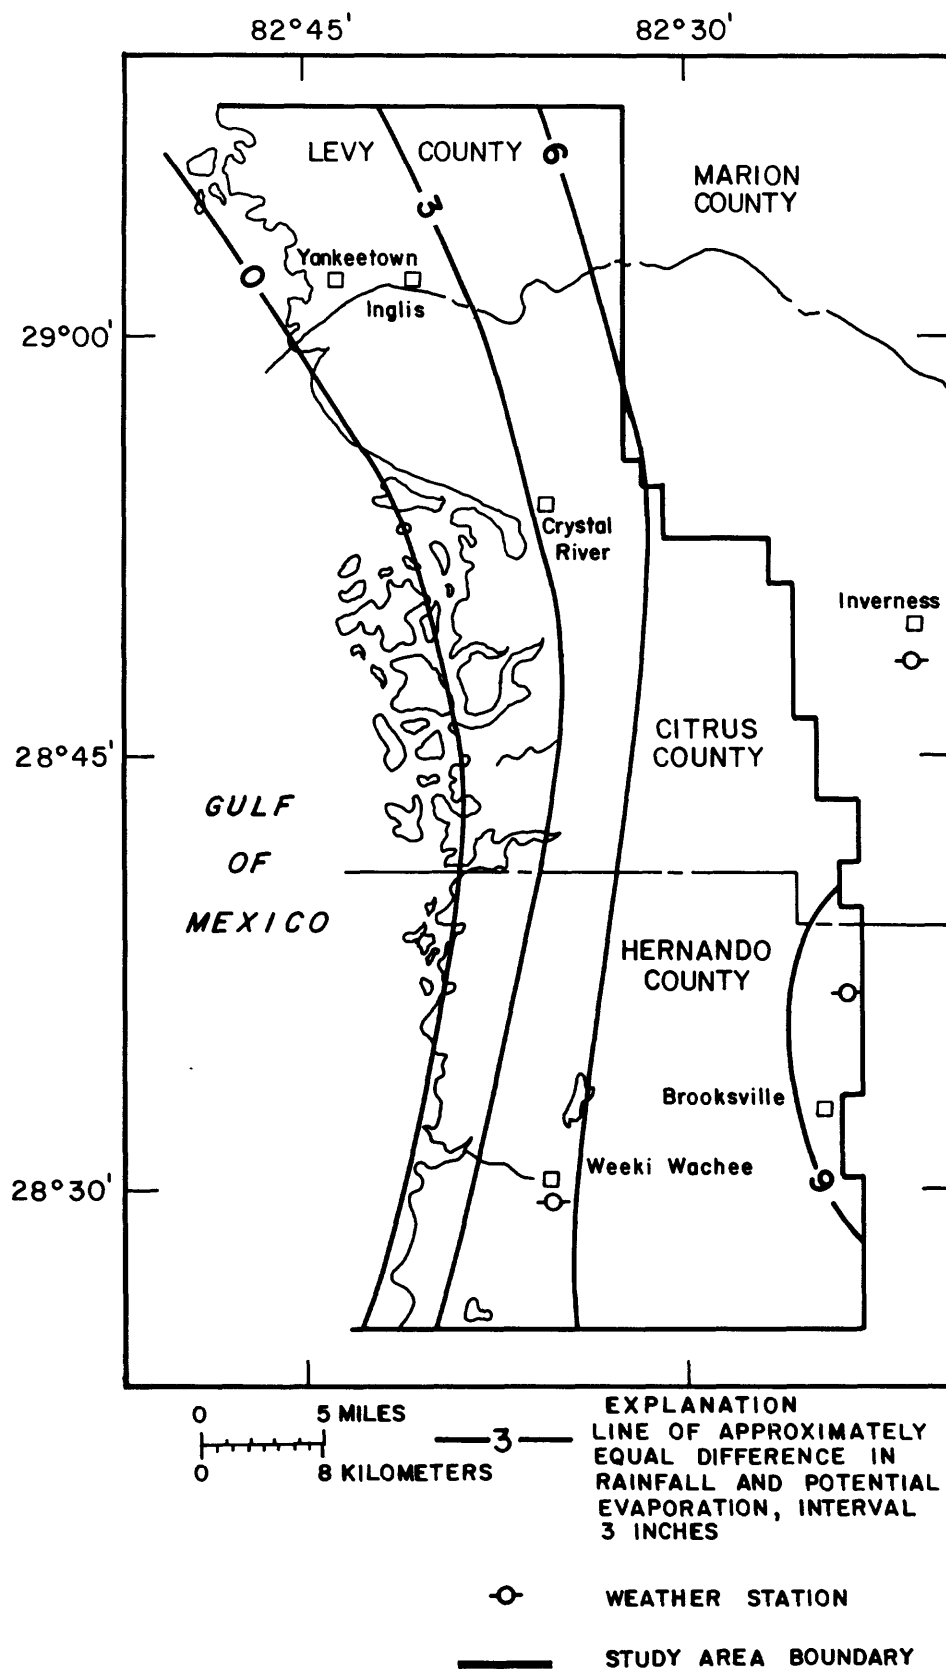 82°45'
82°30'
LEVY COUNTY
6
MARION
COUNTY
3
Yankeetown
0
Inglis
29°00'
Crystal
River
Inverness
CITRUS
COUNTY
28°45'
GULF
OF
MEXICO
HERNANDO
COUNTY
Brooksville
Weeki Wachee
9
28°30'
0 5 MILES
0 8 KILOMETERS
EXPLANATION
3
LINE OF APPROXIMATELY
EQUAL DIFFERENCE IN
RAINFALL AND POTENTIAL
EVAPORATION, INTERVAL
3 INCHES
WEATHER STATION
STUDY AREA BOUNDARY